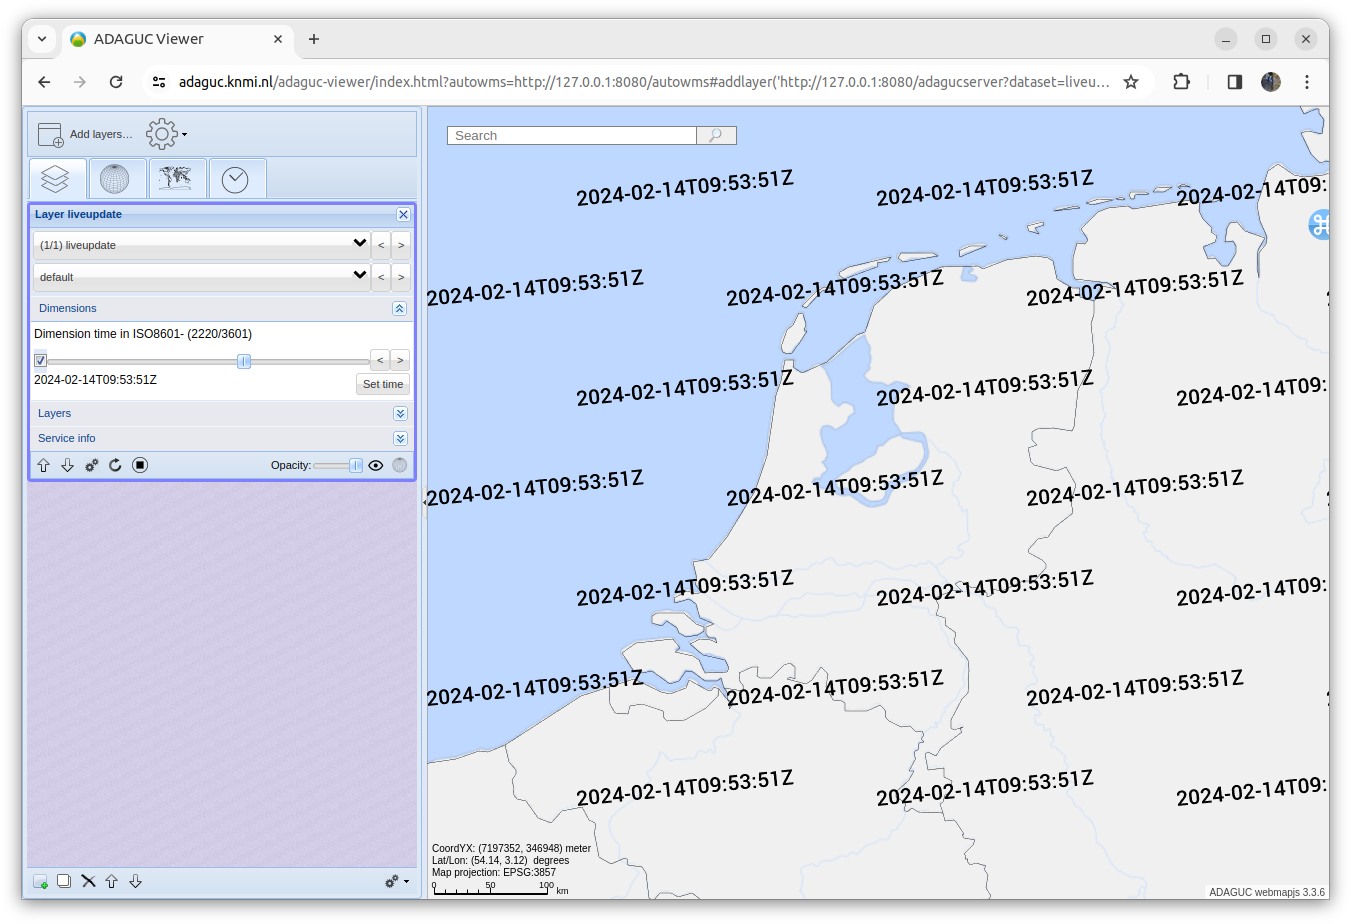 ADAGUC Viewer
adaguc.knmi.nl/adaguc-viewer/index.html?autowms=http://127.0.0.1:8080/autowms#addlayer('http://127.0.0.1:8080/adagucserver?dataset=liveu...
Add layers...
Layer liveupdate
(1/1) liveupdate
< >
default
< >
Dimensions
Dimension time in ISO8601- (2220/3601)
< >
2024-02-14T09:53:51Z
Set time
Layers
Service info
Opacity:
Search
2024-02-14T09:53:51Z 2024-02-14T09:53:51Z 2024-02-14T09:
2024-02-14T09:53:51Z 2024-02-14T09:53:51Z 2024-02-14T09:53:51Z
2024-02-14T09:53:51Z 2024-02-14T09:53:51Z 2024-02-14T09:53:
2024-02-14T09:53:51Z 2024-02-14T09:53:51Z 2024-02-14T09:53:51Z
2024-02-14T09:53:51Z 2024-02-14T09:53:51Z 2024-02-14T09:53:
2024-02-14T09:53:51Z 2024-02-14T09:53:51Z 2024-02-14T09:53:51Z
2024-02-14T09:53:51Z 2024-02-14T09:53:51Z 2024-02-14T09:53:
CoordYX: (7197352, 346948) meter
Lat/Lon: (54.14, 3.12) degrees
Map projection: EPSG:3857
0 50 100 km
ADAGUC webmapjs 3.3.6